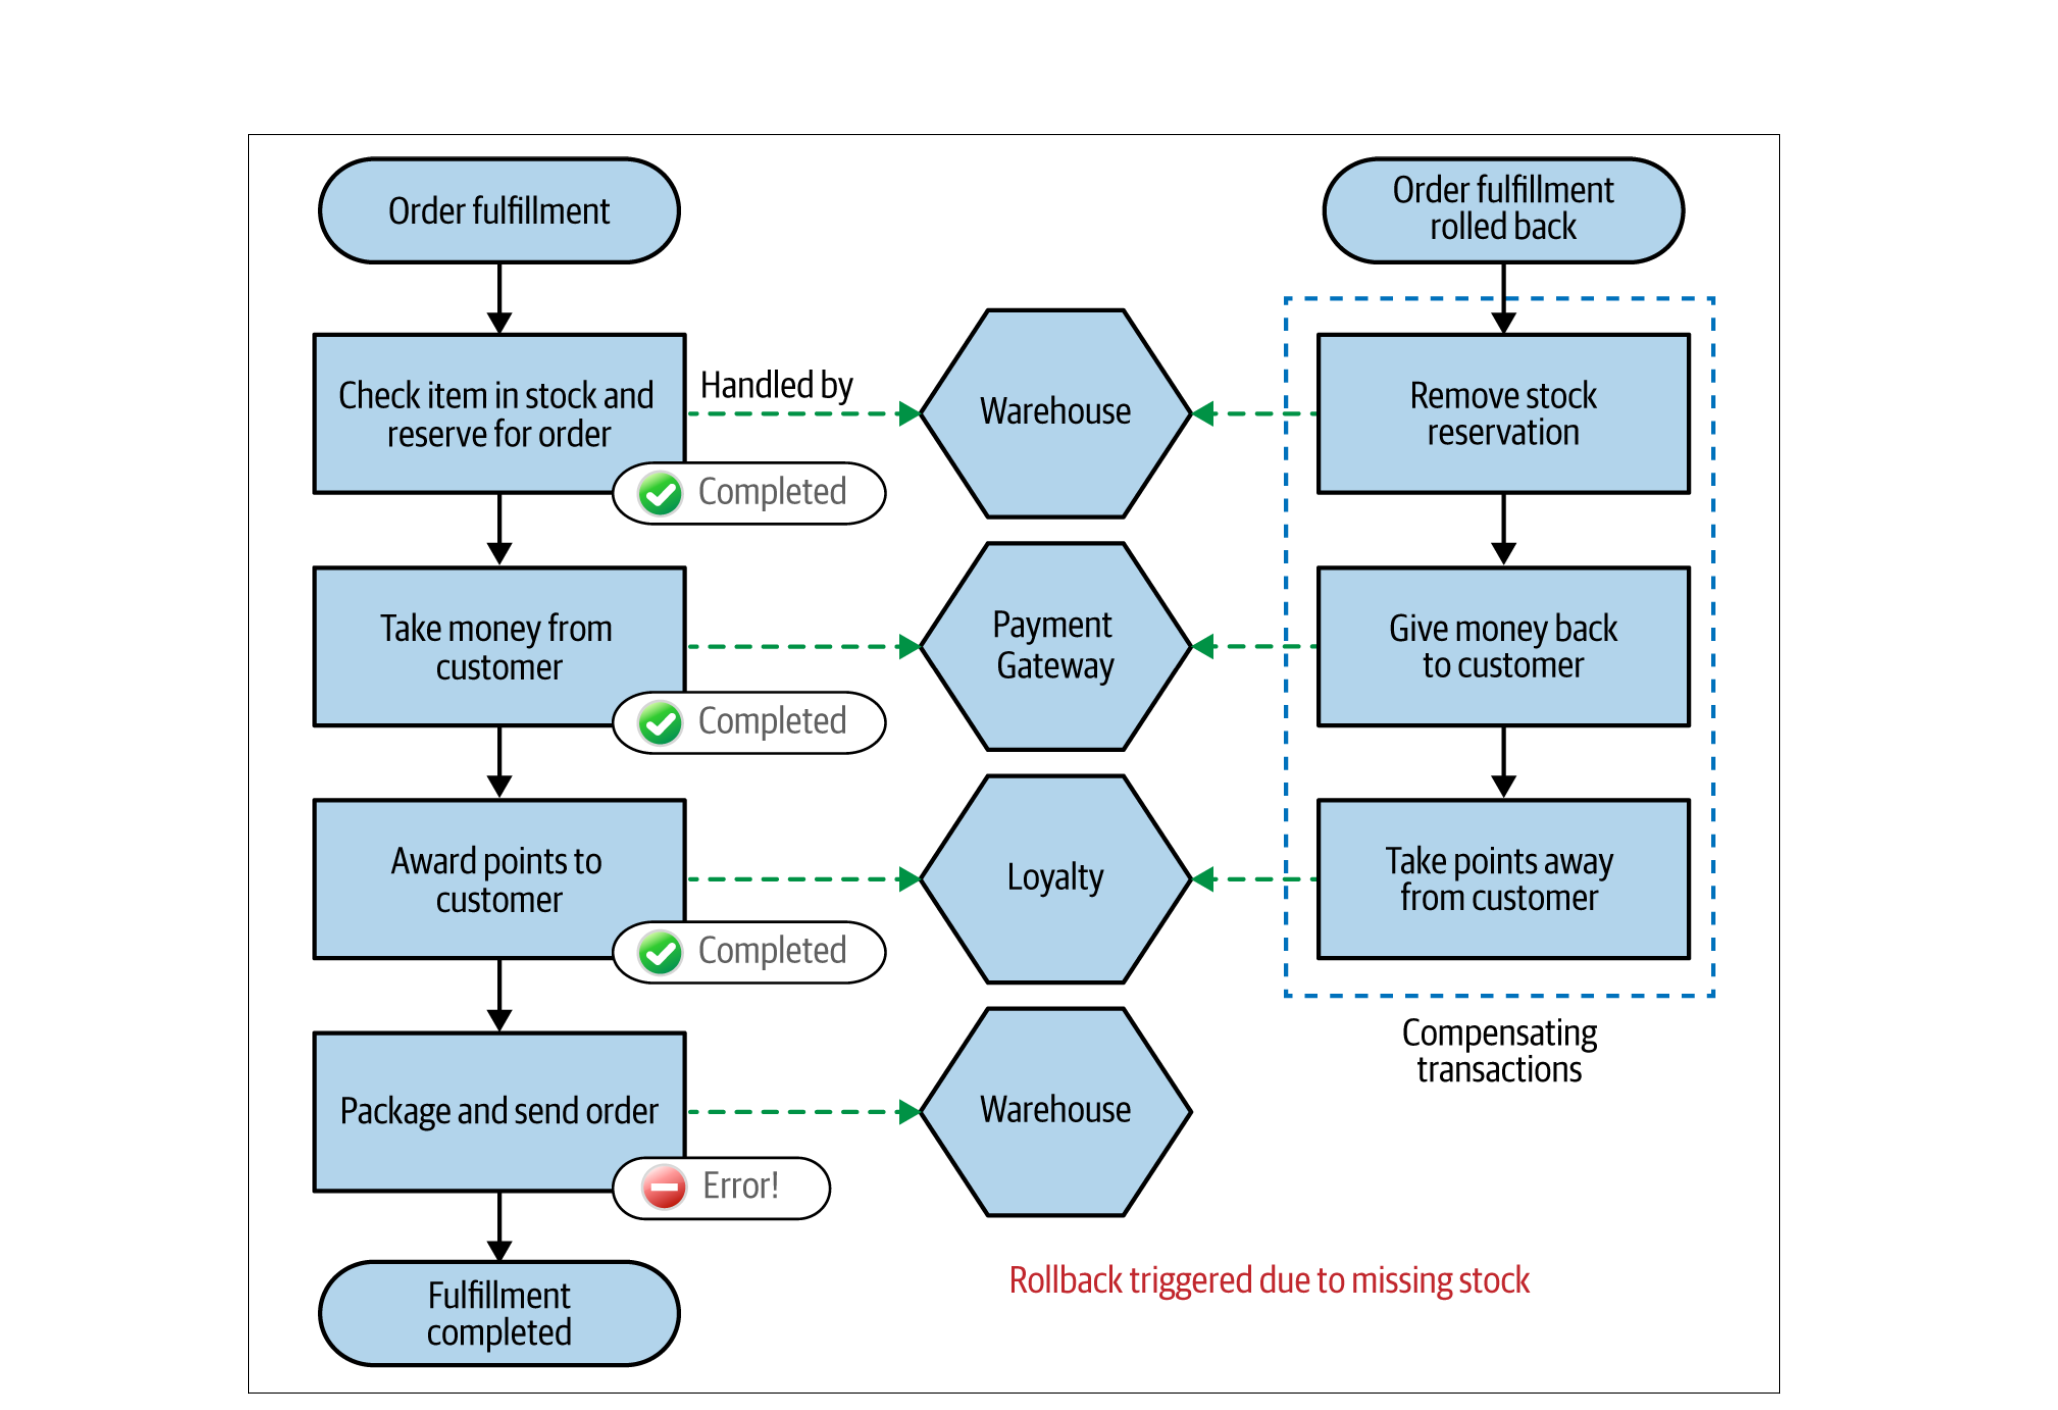 Order fulfillment
Order fulfillment
rolled back
Check item in stock and
reserve for order
Handled by
Warehouse
Remove stock
reservation
Completed
Take money from
customer
Payment
Gateway
Give money back
to customer
Completed
Award points to
customer
Loyalty
Take points away
from customer
Completed
Compensating
transactions
Package and send order
Warehouse
Error!
Rollback triggered due to missing stock
Fulfillment
completed